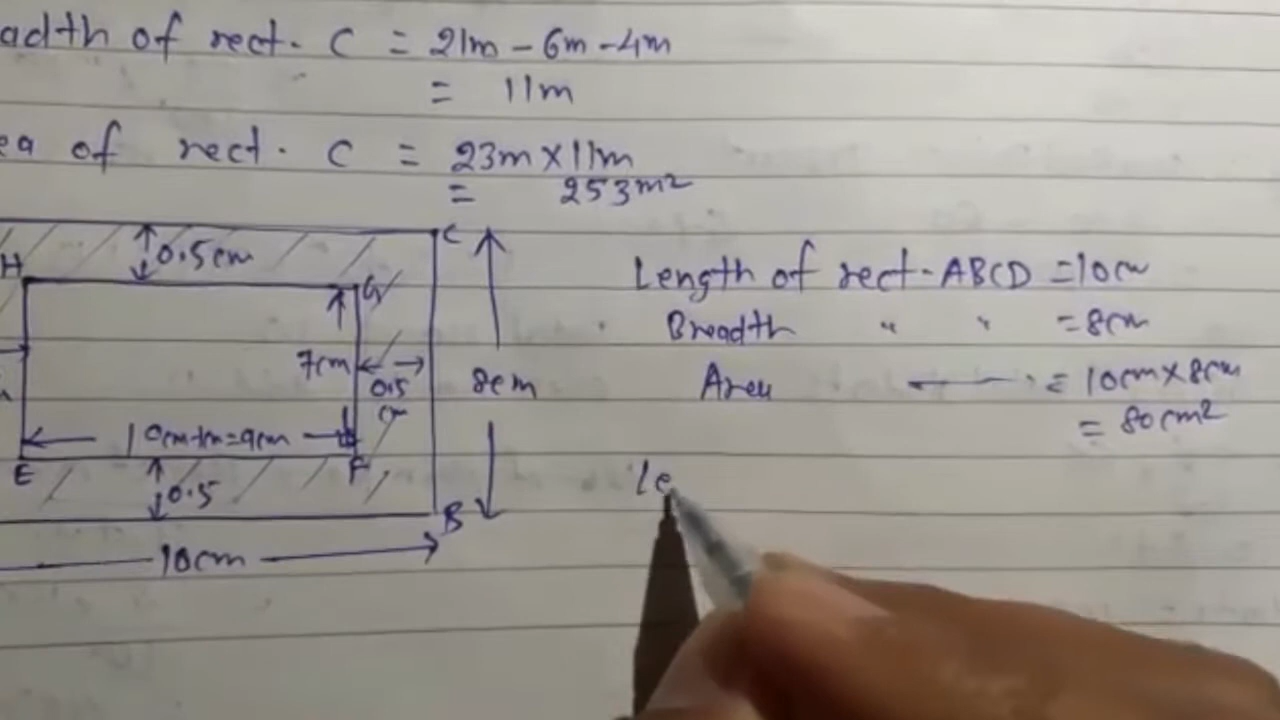 adth of rect. C = 21m - 6m - 4m
= 11m
ea of rect. C = 23m x 11m
= 253m²
C
0.5cm
H
G
7cm
0.5
cm
8cm
10cm-1cm=9cm
E
F
0.5
B
10cm
Length of rect. ABCD = 10cm
Breadth " " = 8cm
Area = 10cm x 8cm
= 80cm²
Le